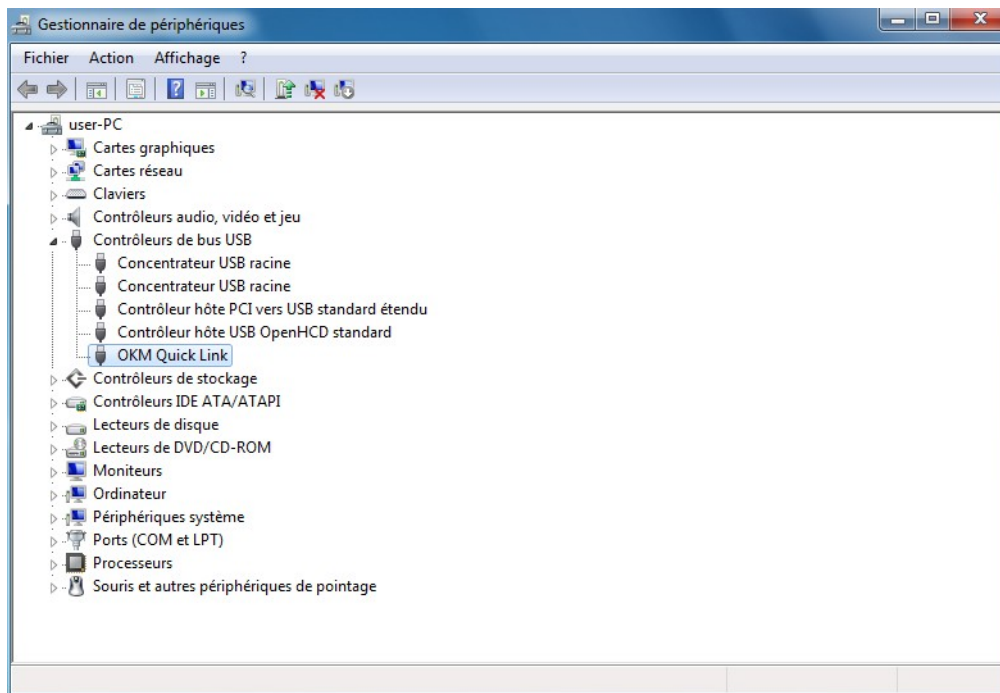 Gestionnaire de périphériques
Fichier Action Affichage ?
user-PC
Cartes graphiques
Cartes réseau
Claviers
Contrôleurs audio, vidéo et jeu
Contrôleurs de bus USB
Concentrateur USB racine
Concentrateur USB racine
Contrôleur hôte PCI vers USB standard étendu
Contrôleur hôte USB OpenHCD standard
OKM Quick Link
Contrôleurs de stockage
Contrôleurs IDE ATA/ATAPI
Lecteurs de disque
Lecteurs de DVD/CD-ROM
Moniteurs
Ordinateur
Périphériques système
Ports (COM et LPT)
Processeurs
Souris et autres périphériques de pointage